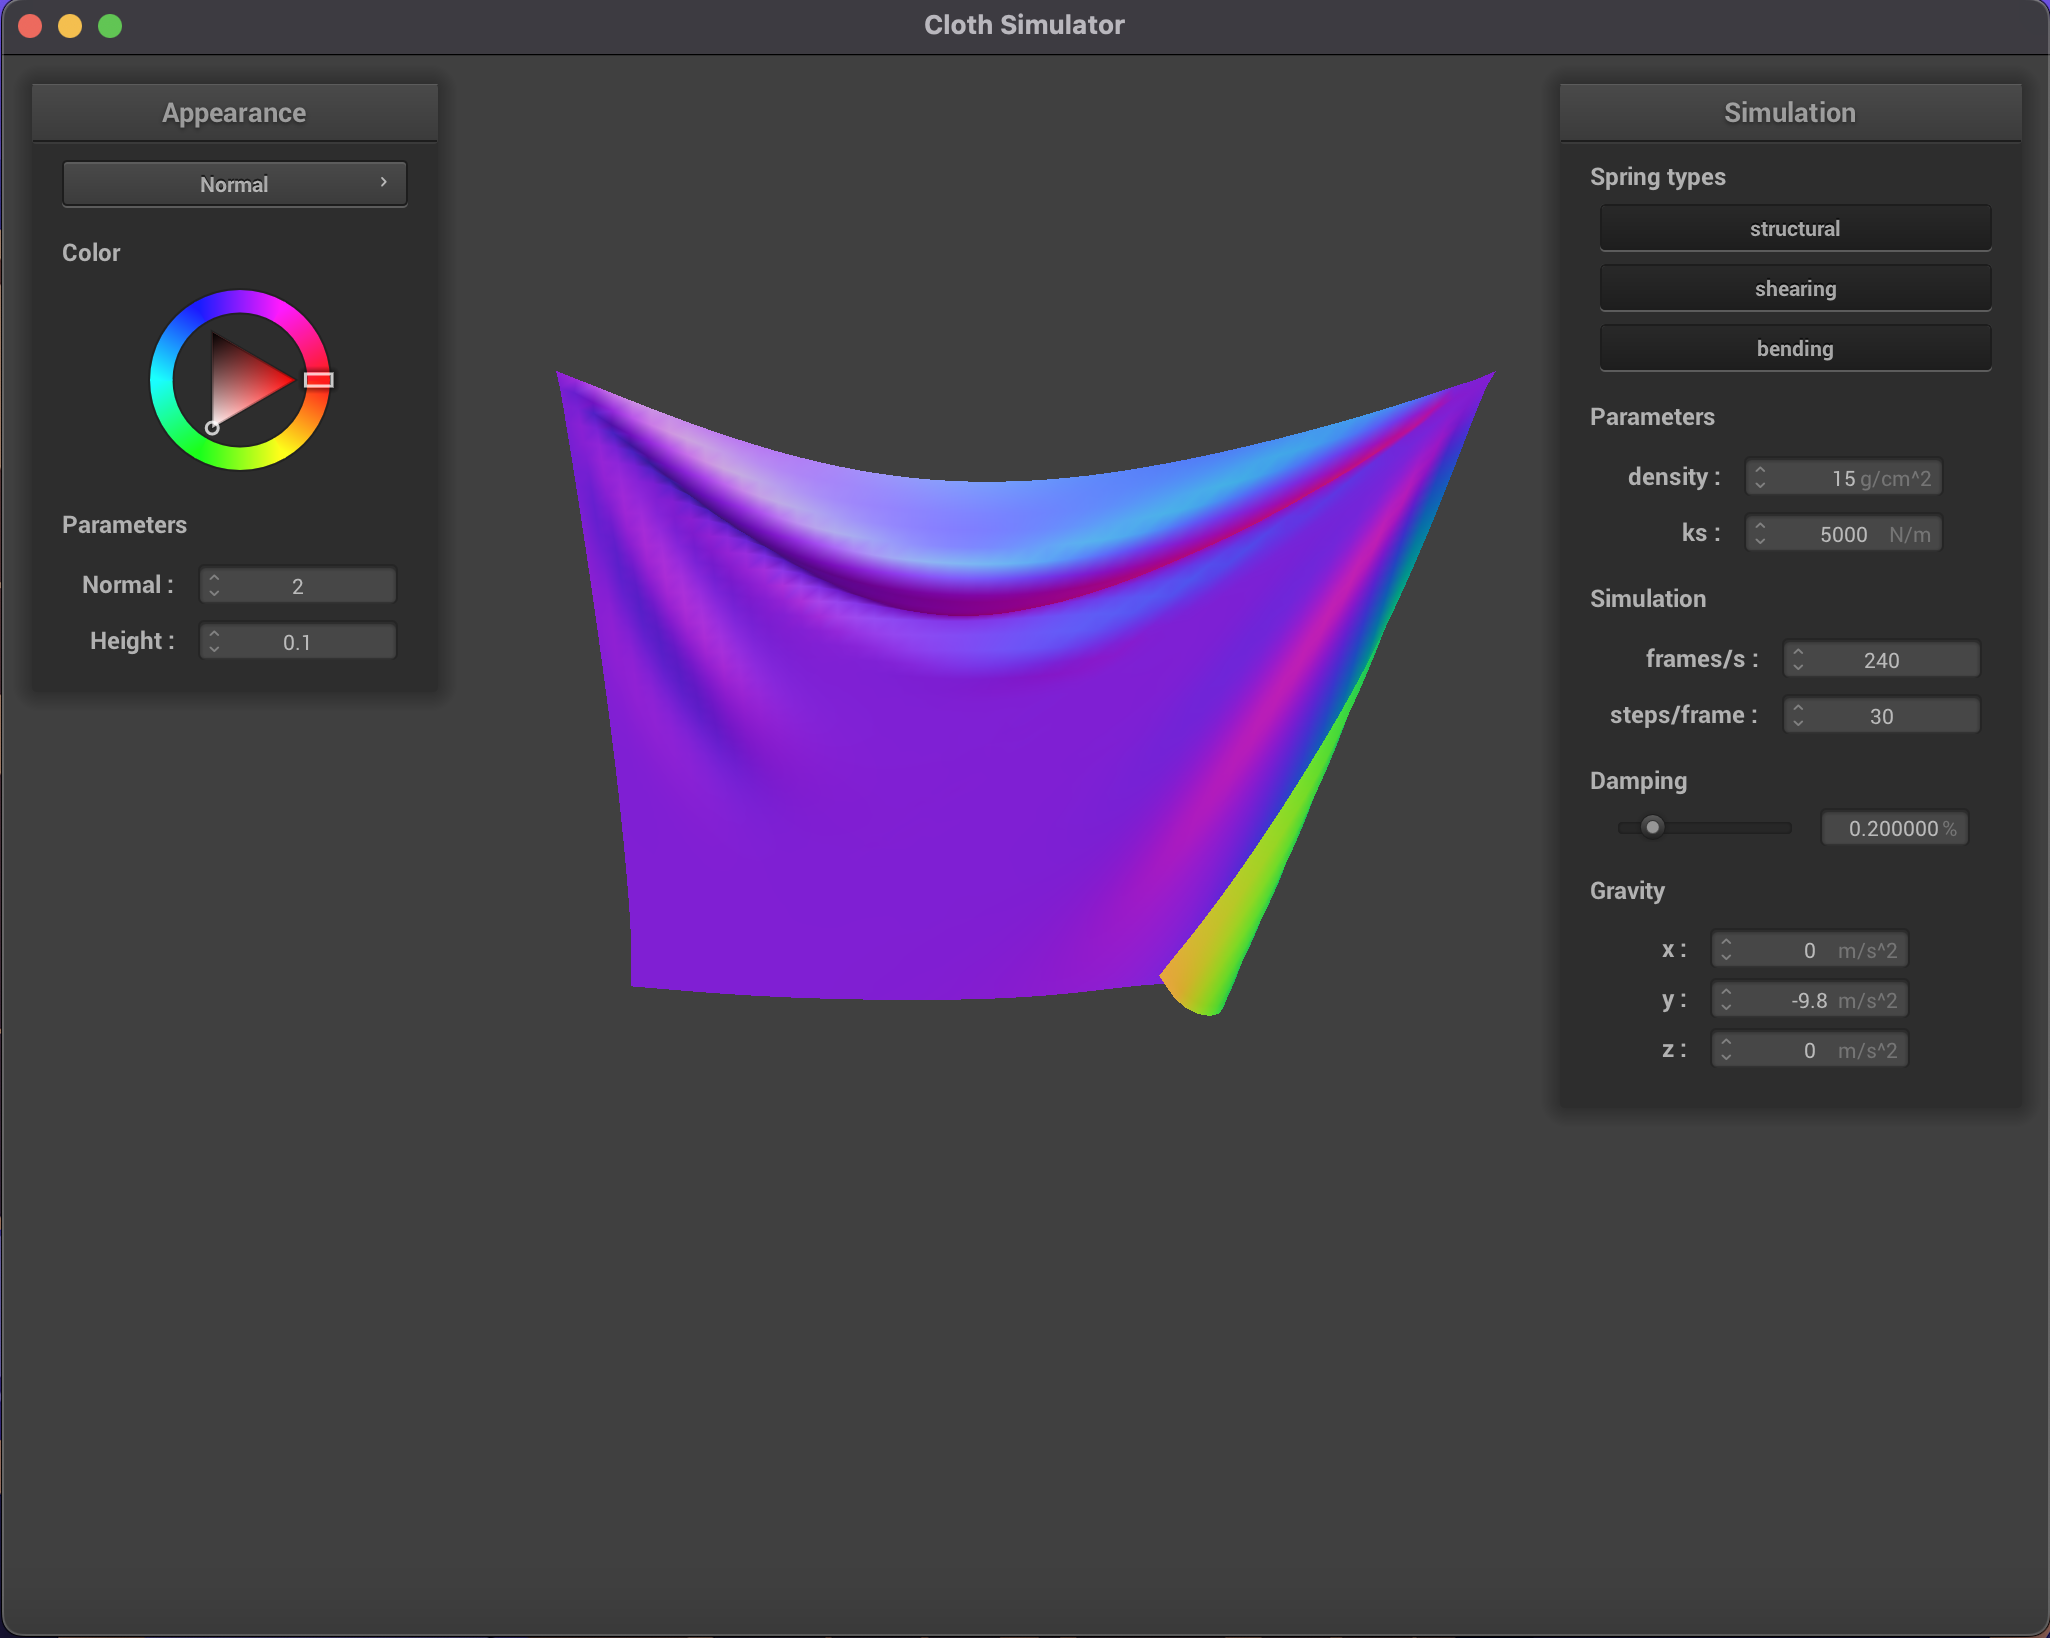 Cloth Simulator
Appearance
Normal
Color
Parameters
Normal : 2
Height : 0.1
Simulation
Spring types
structural
shearing
bending
Parameters
density : 15 g/cm^2
ks : 5000 N/m
Simulation
frames/s : 240
steps/frame : 30
Damping
0.200000 %
Gravity
x : 0 m/s^2
y : -9.8 m/s^2
z : 0 m/s^2